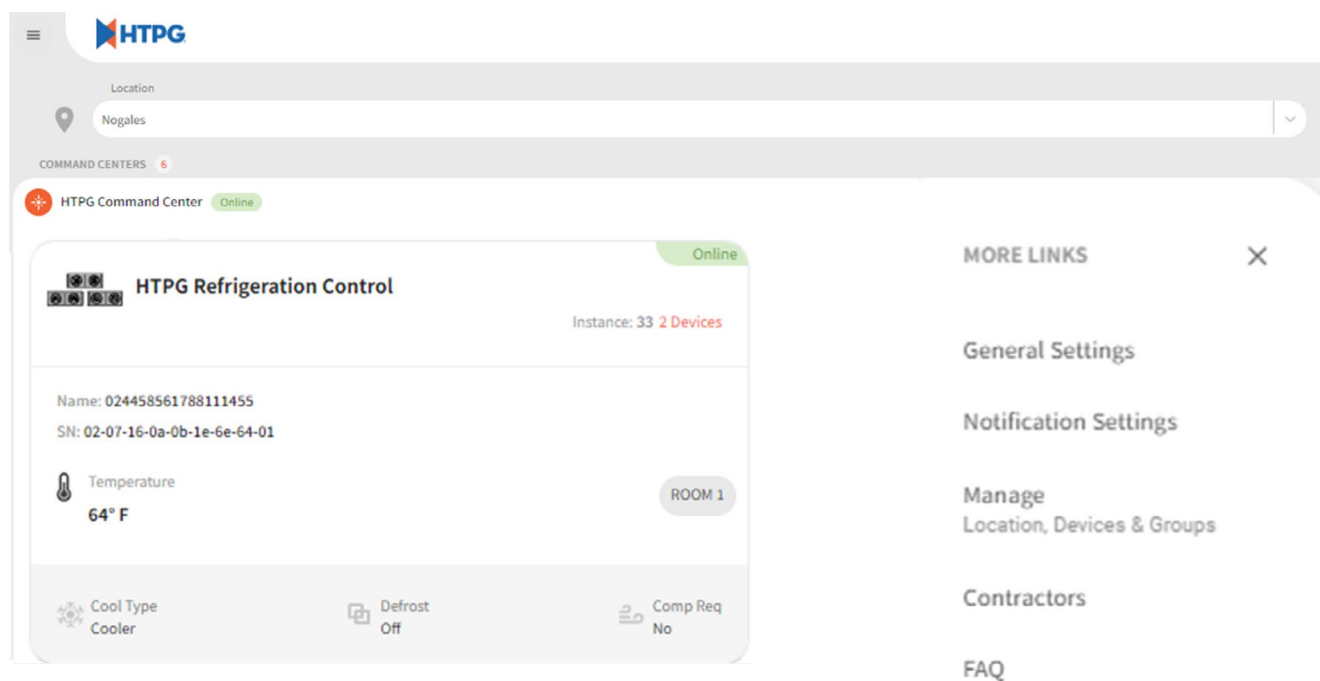 HTPG
Location
Nogales
COMMAND CENTERS 6
HTPG Command Center Online
Online
HTPG Refrigeration Control
Instance: 33 2 Devices
Name: 024458561788111455
SN: 02-07-16-0a-0b-1e-6e-64-01
Temperature
64° F
ROOM 1
Cool Type
Cooler
Defrost
Off
Comp Req
No
MORE LINKS
General Settings
Notification Settings
Manage
Location, Devices & Groups
Contractors
FAQ